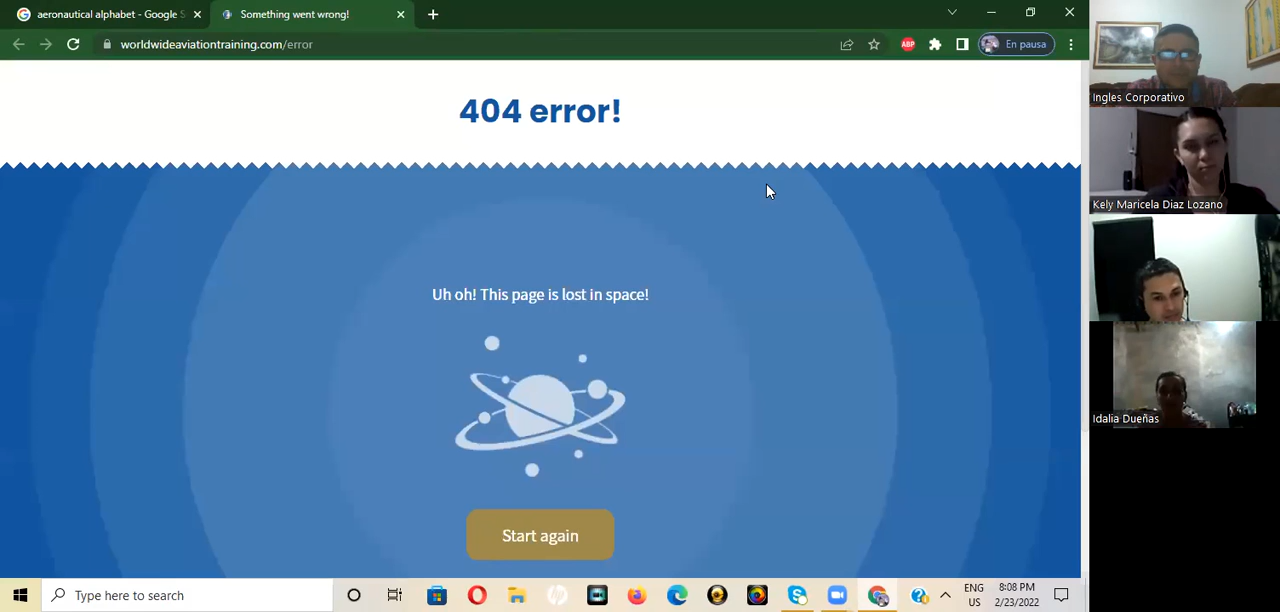 aeronautical alphabet - Google S
Something went wrong!
worldwideaviationtraining.com/error
ABP
En pausa
404 error!
Uh oh! This page is lost in space!
Start again
Ingles Corporativo
Kely Maricela Diaz Lozano
Idalia Dueñas
Type here to search
ENG
US
8:08 PM
2/23/2022